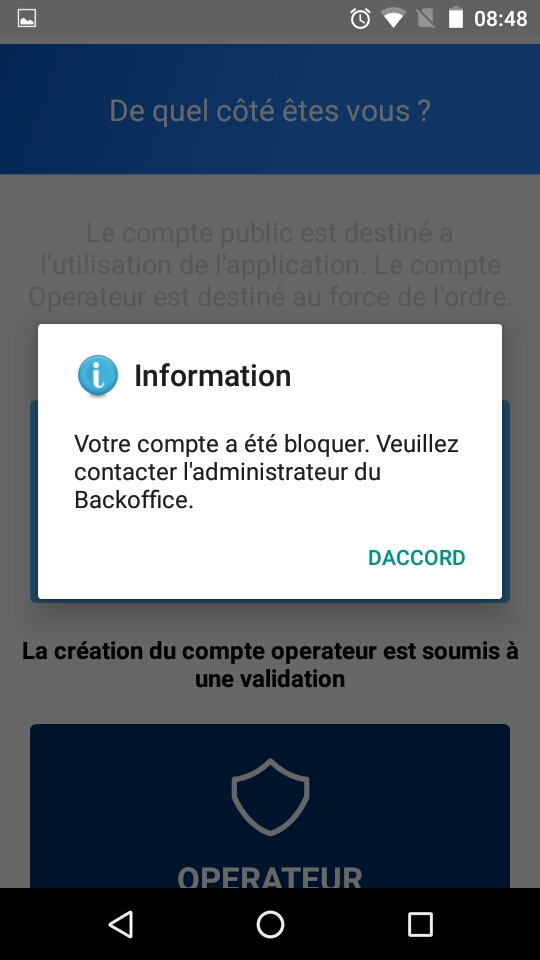 08:48
De quel côté êtes vous ?
Le compte public est destiné a
l'utilisation de l'application. Le compte
Operateur est destiné au force de l'ordre.
Information
Votre compte a été bloquer. Veuillez
contacter l'administrateur du
Backoffice.
DACCORD
La création du compte operateur est soumis à
une validation
OPERATEUR